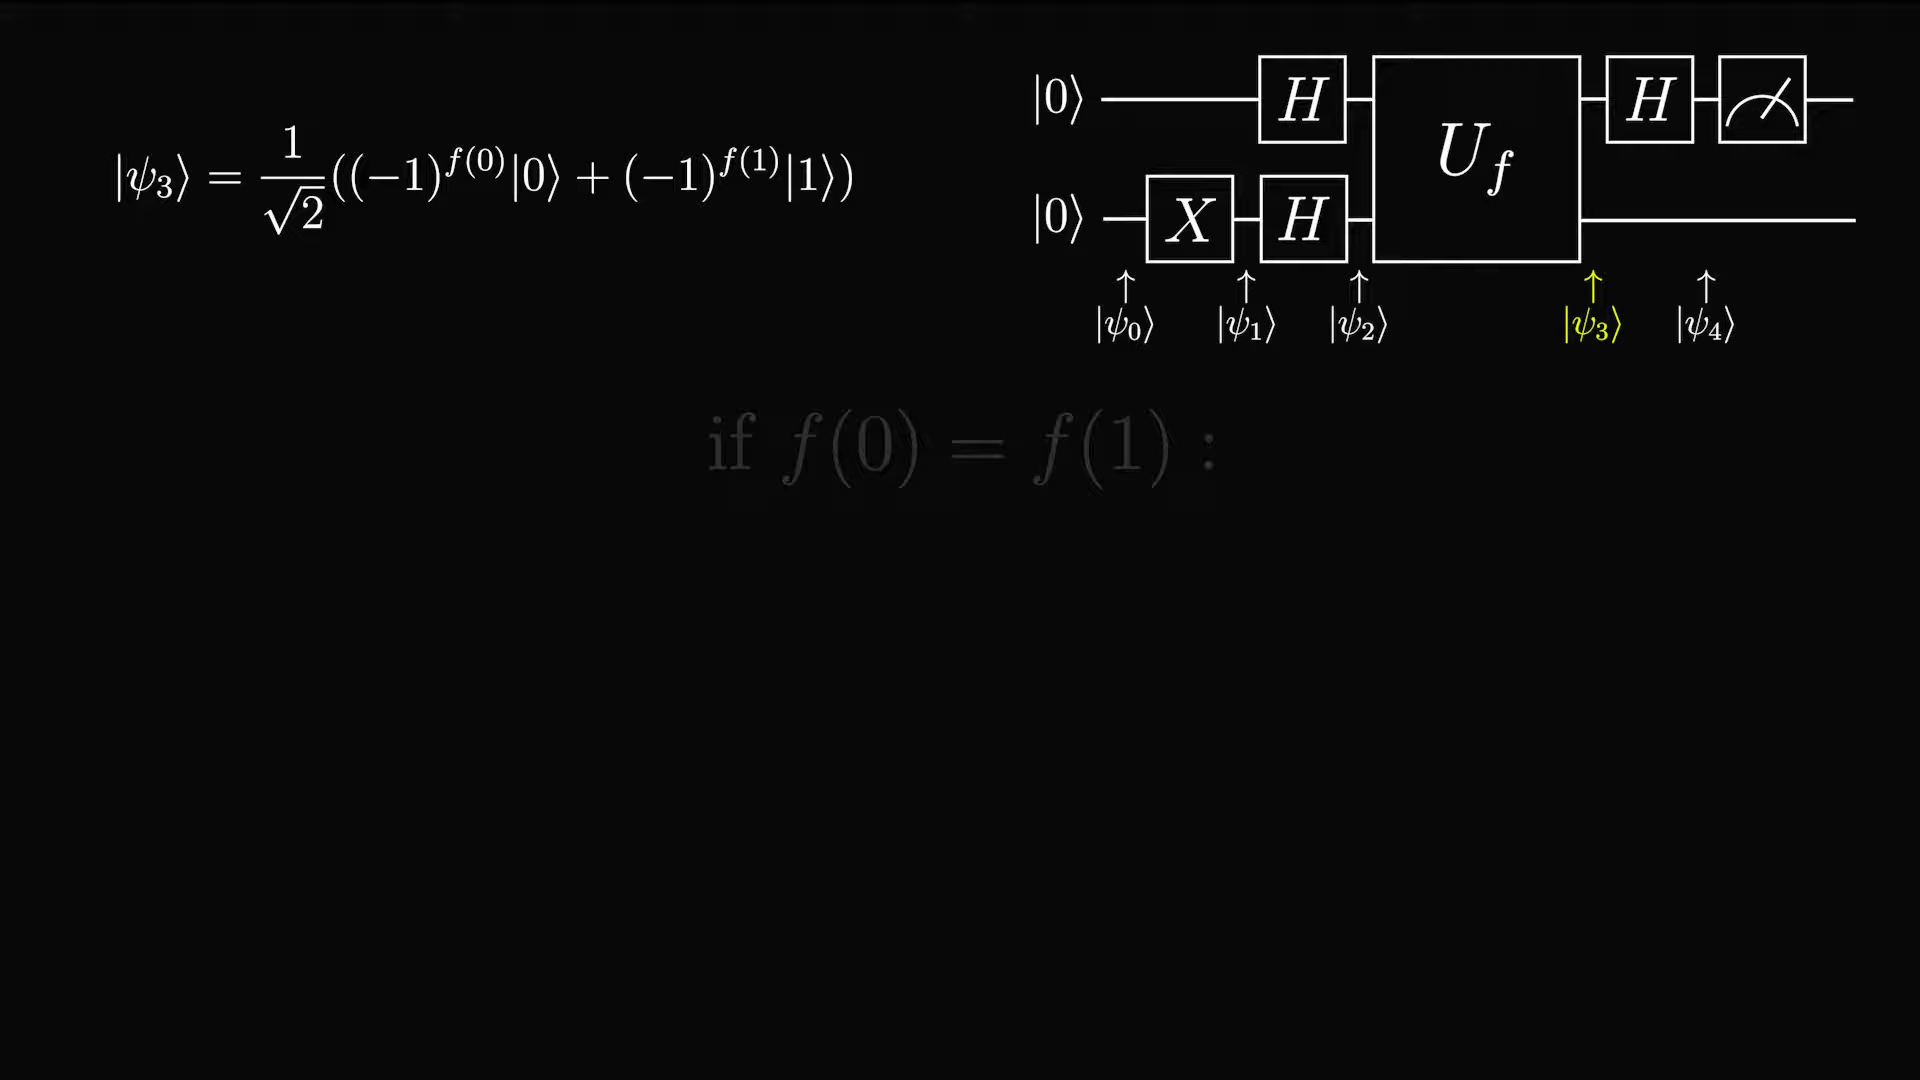 |ψ₃⟩ = 1/√2((−1)^{f(0)}|0⟩ + (−1)^{f(1)}|1⟩)
|0⟩ H U_f H
|0⟩ X H
|ψ₀⟩ |ψ₁⟩ |ψ₂⟩ |ψ₃⟩ |ψ₄⟩
if f(0) = f(1) :